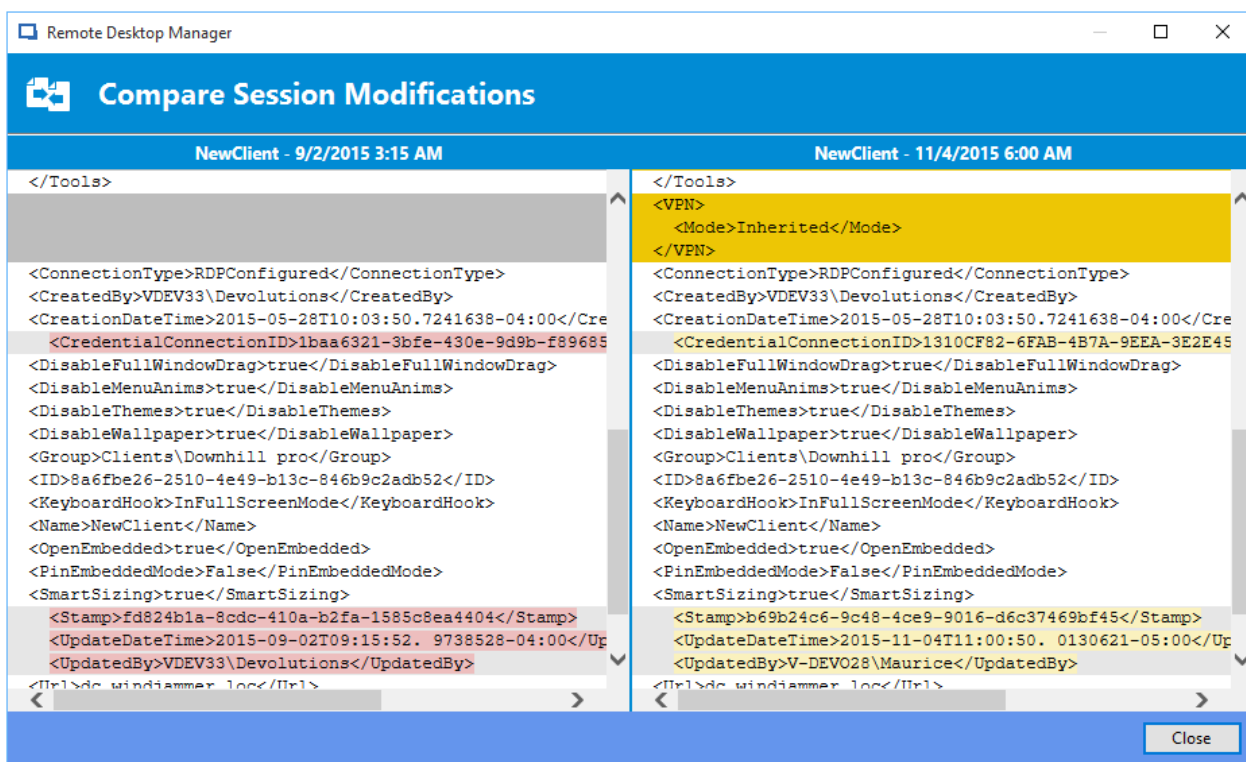 Remote Desktop Manager
Compare Session Modifications
NewClient - 9/2/2015 3:15 AM
</Tools>
<ConnectionType>RDPConfigured</ConnectionType>
<CreatedBy>VDEV33\Devolutions</CreatedBy>
<CreationDateTime>2015-05-28T10:03:50.7241638-04:00</Cre
<CredentialConnectionID>1baa6321-3bfe-430e-9d9b-f89685
<DisableFullWindowDrag>true</DisableFullWindowDrag>
<DisableMenuAnims>true</DisableMenuAnims>
<DisableThemes>true</DisableThemes>
<DisableWallpaper>true</DisableWallpaper>
<Group>Clients\Downhill pro</Group>
<ID>8a6fbe26-2510-4e49-b13c-846b9c2adb52</ID>
<KeyboardHook>InFullScreenMode</KeyboardHook>
<Name>NewClient</Name>
<OpenEmbedded>true</OpenEmbedded>
<PinEmbeddedMode>False</PinEmbeddedMode>
<SmartSizing>true</SmartSizing>
<Stamp>fd824b1a-8cdc-410a-b2fa-1585c8ea4404</Stamp>
<UpdateDateTime>2015-09-02T09:15:52. 9738528-04:00</Up
<UpdatedBy>VDEV33\Devolutions</UpdatedBy>
<Url>dc.windjammer.loc</Url>
NewClient - 11/4/2015 6:00 AM
</Tools>
<VPN>
<Mode>Inherited</Mode>
</VPN>
<ConnectionType>RDPConfigured</ConnectionType>
<CreatedBy>VDEV33\Devolutions</CreatedBy>
<CreationDateTime>2015-05-28T10:03:50.7241638-04:00</Cre
<CredentialConnectionID>1310CF82-6FAB-4B7A-9EEA-3E2E45
<DisableFullWindowDrag>true</DisableFullWindowDrag>
<DisableMenuAnims>true</DisableMenuAnims>
<DisableThemes>true</DisableThemes>
<DisableWallpaper>true</DisableWallpaper>
<Group>Clients\Downhill pro</Group>
<ID>8a6fbe26-2510-4e49-b13c-846b9c2adb52</ID>
<KeyboardHook>InFullScreenMode</KeyboardHook>
<Name>NewClient</Name>
<OpenEmbedded>true</OpenEmbedded>
<PinEmbeddedMode>False</PinEmbeddedMode>
<SmartSizing>true</SmartSizing>
<Stamp>b69b24c6-9c48-4ce9-9016-d6c37469bf45</Stamp>
<UpdateDateTime>2015-11-04T11:00:50. 0130621-05:00</Up
<UpdatedBy>V-DEVO28\Maurice</UpdatedBy>
<Url>dc.windjammer.loc</Url>
Close